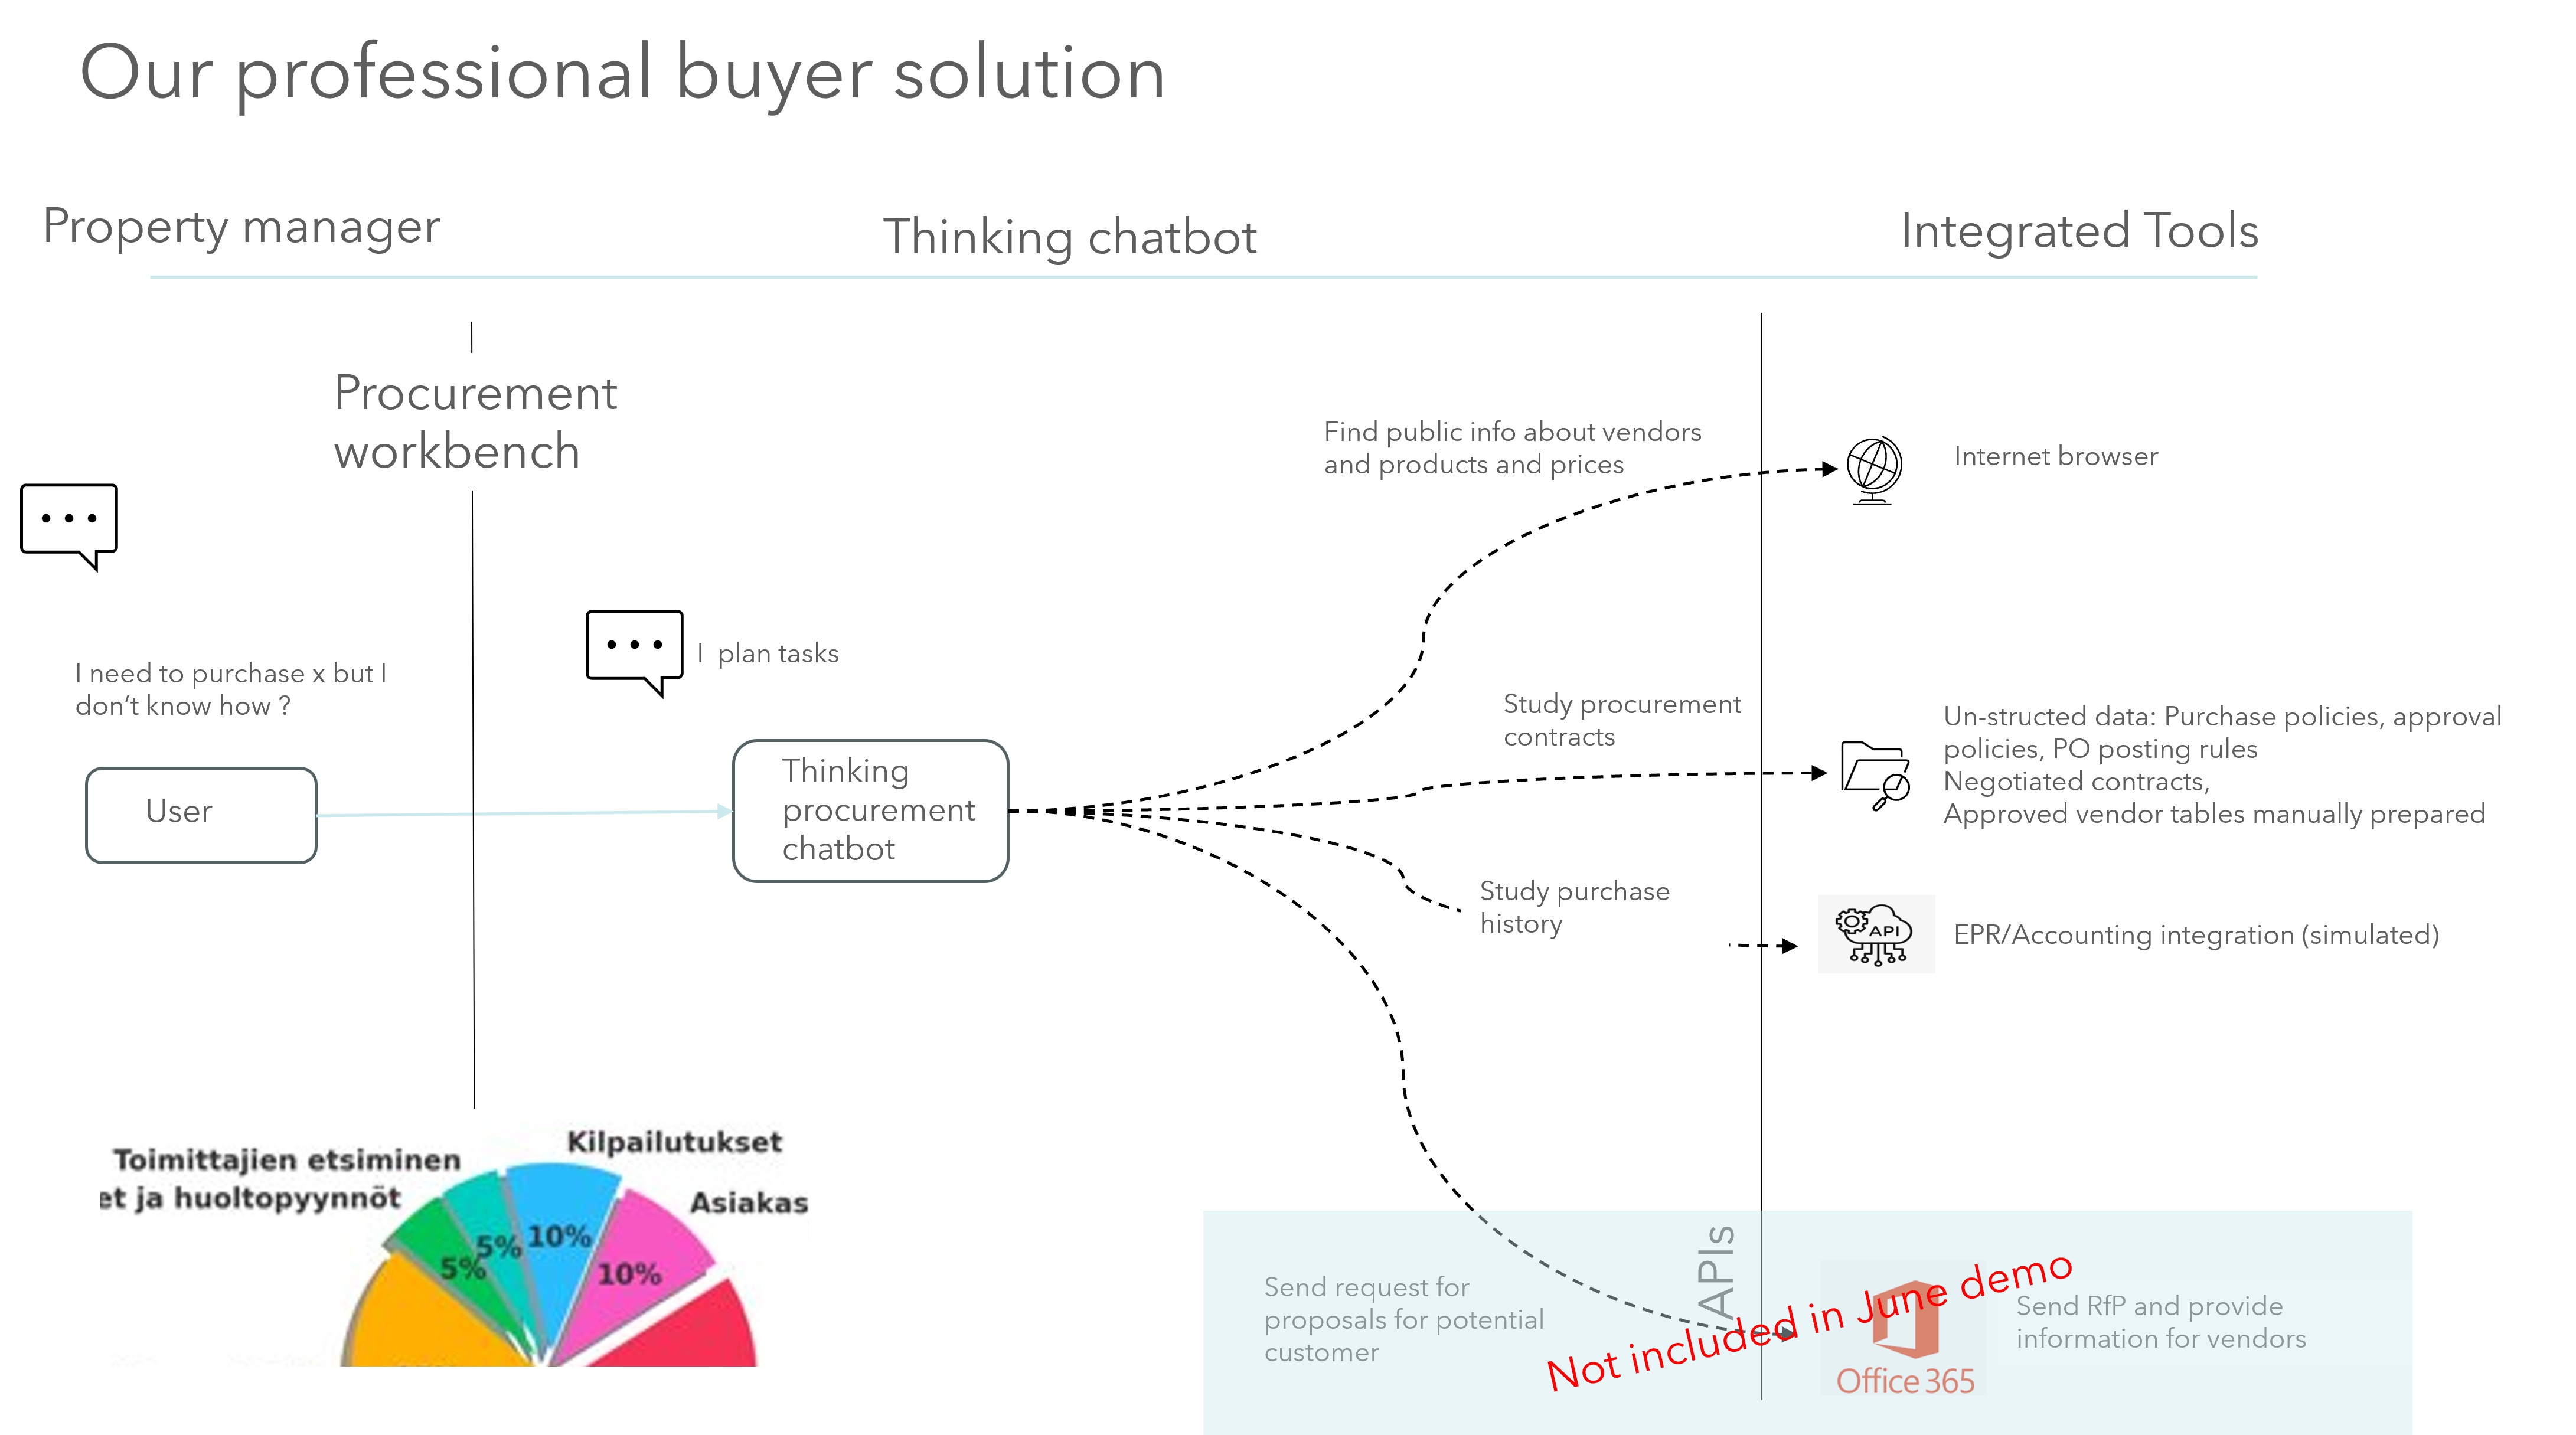 Our professional buyer solution
Property manager
Thinking chatbot
Integrated Tools
Procurement
workbench
Find public info about vendors
and products and prices
Internet browser
I plan tasks
I need to purchase x but I
don't know how ?
Study procurement
contracts
Un-structed data: Purchase policies, approval
policies, PO posting rules
Negotiated contracts,
Approved vendor tables manually prepared
User
Thinking
procurement
chatbot
Study purchase
history
API
EPR/Accounting integration (simulated)
Toimittajien etsiminen
et ja huoltopyynnöt
Kilpailutukset
Asiakas
5%
5%
10%
10%
APIs
Send request for
proposals for potential
customer
Not included in June demo
Office 365
Send RfP and provide
information for vendors